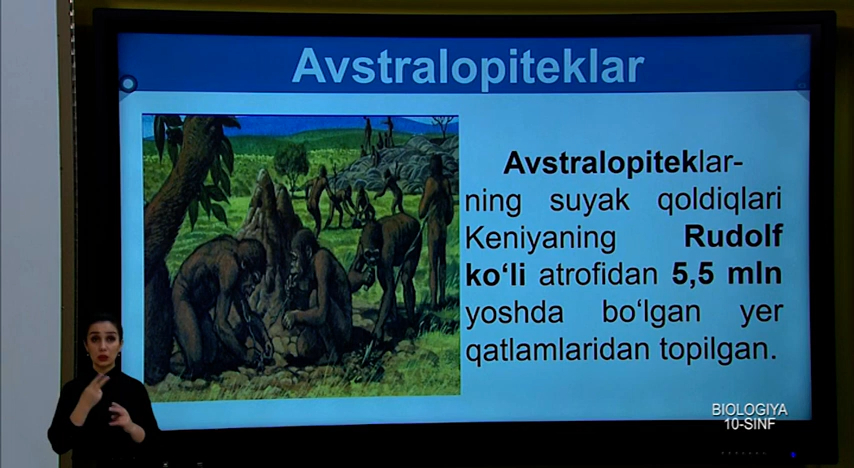 Avstralopiteklar
Avstralopiteklar-
ning suyak qoldiqlari
Keniyaning Rudolf
ko‘li atrofidan 5,5 mln
yoshda bo‘lgan yer
qatlamlaridan topilgan.
BIOLOGIYA
10-SINF